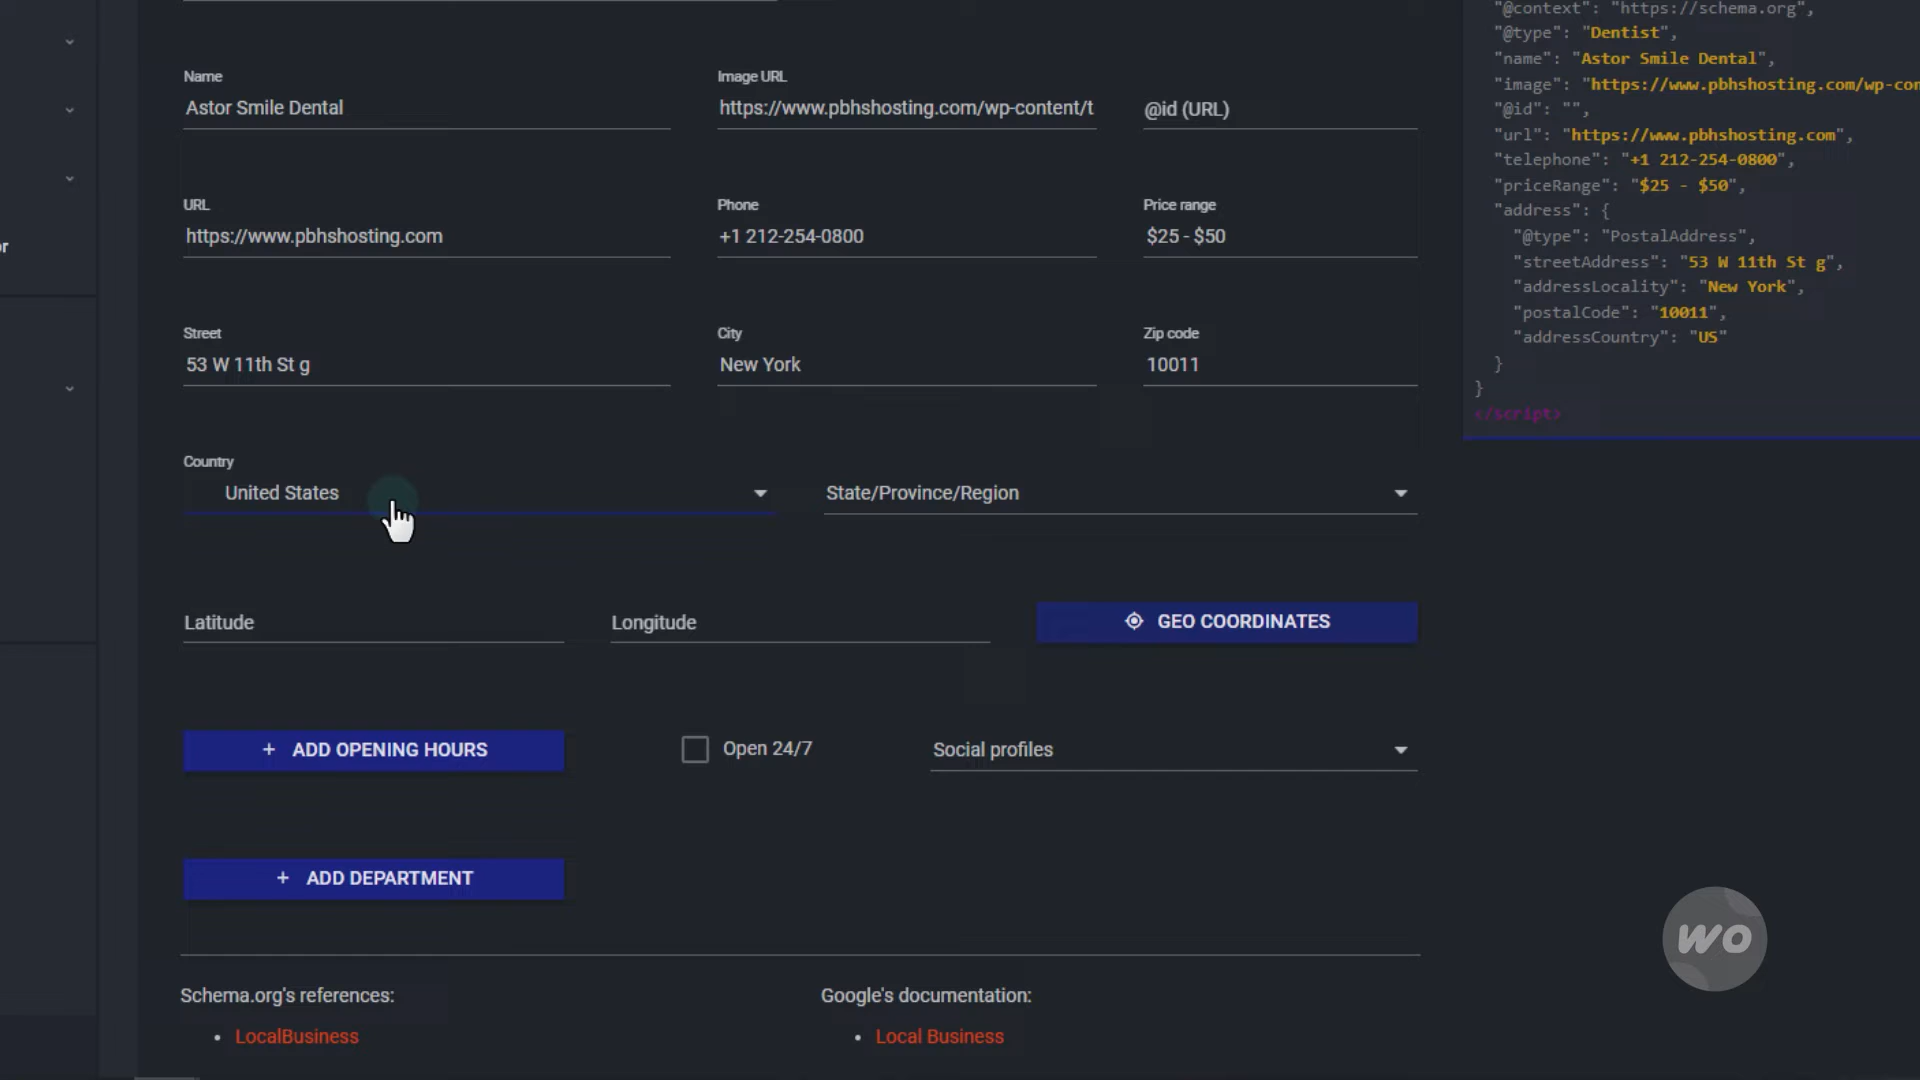 "@context": "https://schema.org",
"@type": "Dentist",
"name": "Astor Smile Dental",
"image": "https://www.pbhshosting.com/wp-con
"@id": "",
"url": "https://www.pbhshosting.com",
"telephone": "+1 212-254-0800",
"priceRange": "$25 - $50",
"address": {
"@type": "PostalAddress",
"streetAddress": "53 W 11th St g",
"addressLocality": "New York",
"postalCode": "10011",
"addressCountry": "US"
}
}
</script>
Name
Astor Smile Dental
Image URL
https://www.pbhshosting.com/wp-content/t
@id (URL)
URL
https://www.pbhshosting.com
Phone
+1 212-254-0800
Price range
$25 - $50
or
Street
53 W 11th St g
City
New York
Zip code
10011
Country
United States
State/Province/Region
Latitude
Longitude
GEO COORDINATES
+ ADD OPENING HOURS
Open 24/7
Social profiles
+ ADD DEPARTMENT
WO
Schema.org's references:
• LocalBusiness
Google's documentation:
• Local Business